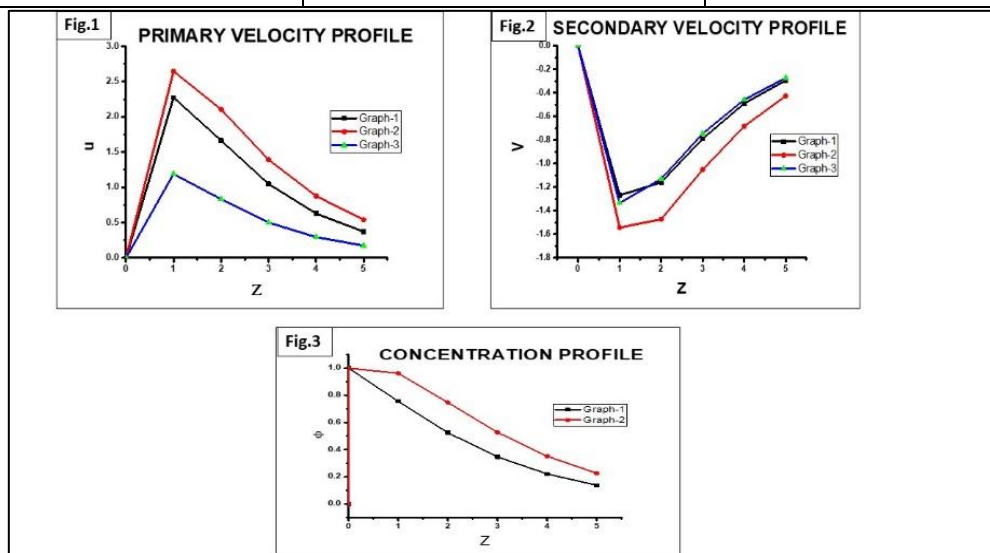 Fig.1
PRIMARY VELOCITY PROFILE
3.0
2.5
2.0
1.5
1.0
0.5
0.0
u
Graph-1
Graph-2
Graph-3
0 1 2 3 4 5
Z
Fig.2
SECONDARY VELOCITY PROFILE
0.0
-0.2
-0.4
-0.6
-0.8
-1.0
-1.2
-1.4
-1.6
-1.8
V
Graph-1
Graph-2
Graph-3
0 1 2 3 4 5
Z
Fig.3
CONCENTRATION PROFILE
1.0
0.8
0.6
0.4
0.2
0.0
ϕ
Graph-1
Graph-2
0 1 2 3 4 5
Z